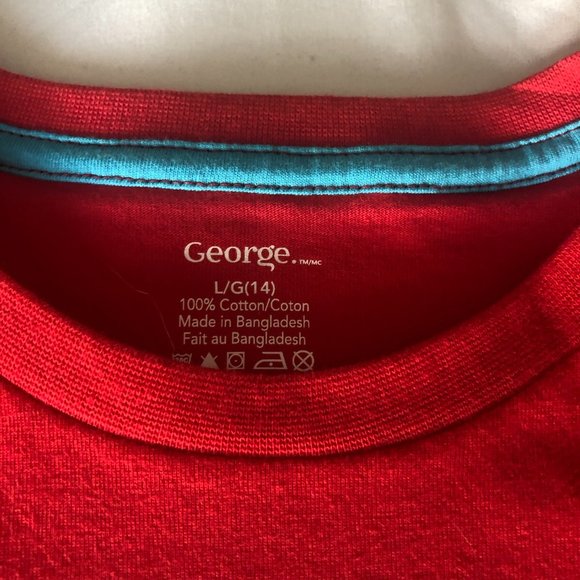 George. TM/MC
L/G(14)
100% Cotton/Coton
Made in Bangladesh
Fait au Bangladesh